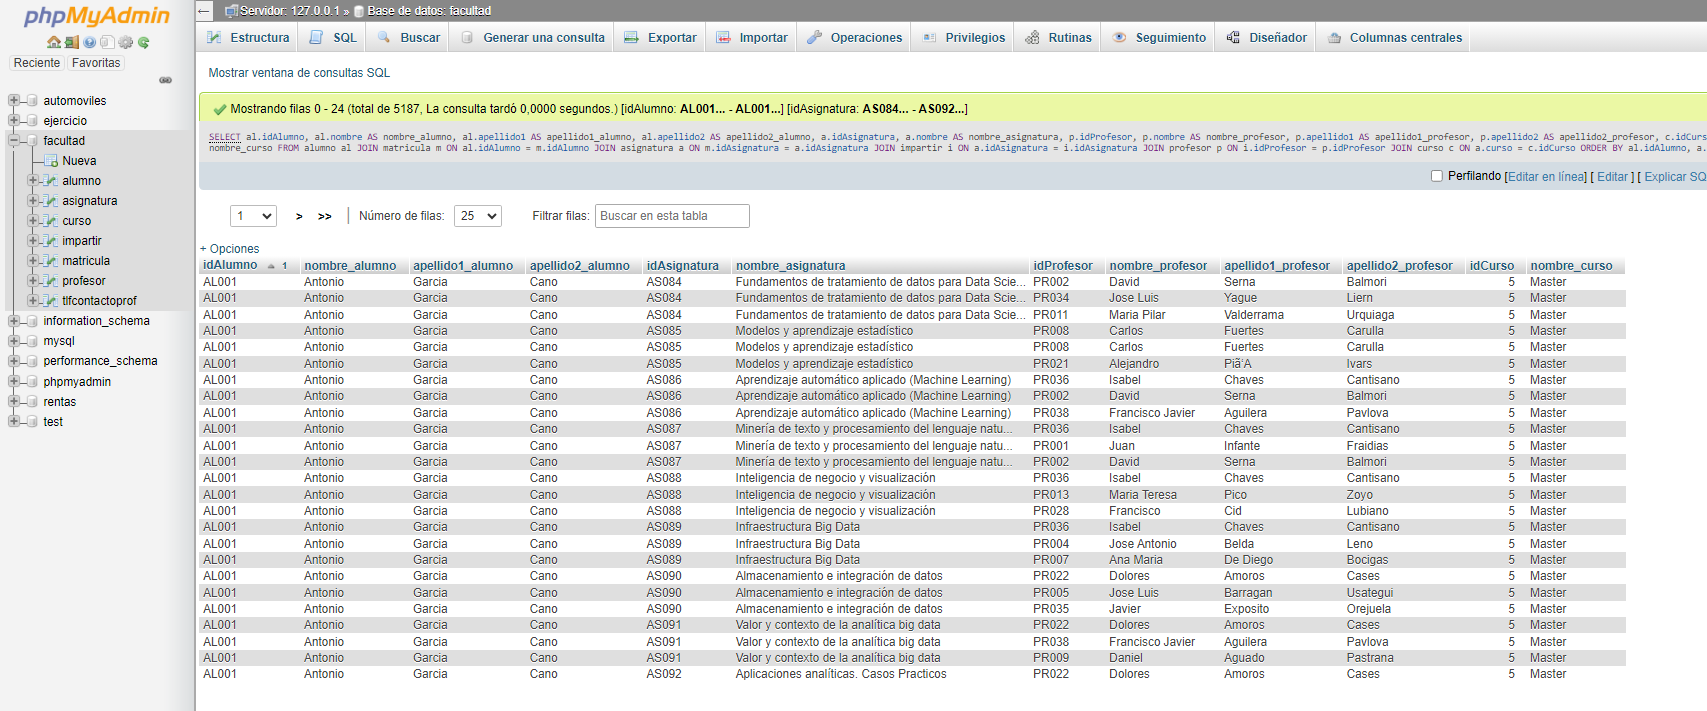 phpMyAdmin
Reciente Favoritas
automoviles
ejercicio
facultad
Nueva
alumno
asignatura
curso
impartir
matricula
profesor
tlfcontactoprof
information_schema
mysql
performance_schema
phpmyadmin
rentas
test
Servidor: 127.0.0.1 » Base de datos: facultad
Estructura SQL Buscar Generar una consulta Exportar Importar Operaciones Privilegios Rutinas Seguimiento Diseñador Columnas centrales
Mostrar ventana de consultas SQL
Mostrando filas 0 - 24 (total de 5187, La consulta tardó 0,0000 segundos.) [idAlumno: AL001... - AL001...] [idAsignatura: AS084... - AS092...]
SELECT al.idAlumno, al.nombre AS nombre_alumno, al.apellido1 AS apellido1_alumno, al.apellido2 AS apellido2_alumno, a.idAsignatura, a.nombre AS nombre_asignatura, p.idProfesor, p.nombre AS nombre_profesor, p.apellido1 AS apellido1_profesor, p.apellido2 AS apellido2_profesor, c.idCurs
nombre_curso FROM alumno al JOIN matricula m ON al.idAlumno = m.idAlumno JOIN asignatura a ON m.idAsignatura = a.idAsignatura JOIN impartir i ON a.idAsignatura = i.idAsignatura JOIN profesor p ON i.idProfesor = p.idProfesor JOIN curso c ON a.curso = c.idCurso ORDER BY al.idAlumno, a.
Perfilando [Editar en línea] [ Editar ] [ Explicar SQ
1 > >> | Número de filas: 25 Filtrar filas: Buscar en esta tabla
+ Opciones
idAlumno 1 nombre_alumno apellido1_alumno apellido2_alumno idAsignatura nombre_asignatura idProfesor nombre_profesor apellido1_profesor apellido2_profesor idCurso nombre_curso
AL001 Antonio Garcia Cano AS084 Fundamentos de tratamiento de datos para Data Scie... PR002 David Serna Balmori 5 Master
AL001 Antonio Garcia Cano AS084 Fundamentos de tratamiento de datos para Data Scie... PR034 Jose Luis Yague Liern 5 Master
AL001 Antonio Garcia Cano AS084 Fundamentos de tratamiento de datos para Data Scie... PR011 Maria Pilar Valderrama Urquiaga 5 Master
AL001 Antonio Garcia Cano AS085 Modelos y aprendizaje estadístico PR008 Carlos Fuertes Carulla 5 Master
AL001 Antonio Garcia Cano AS085 Modelos y aprendizaje estadístico PR008 Carlos Fuertes Carulla 5 Master
AL001 Antonio Garcia Cano AS085 Modelos y aprendizaje estadístico PR021 Alejandro Piã‘A Ivars 5 Master
AL001 Antonio Garcia Cano AS086 Aprendizaje automático aplicado (Machine Learning) PR036 Isabel Chaves Cantisano 5 Master
AL001 Antonio Garcia Cano AS086 Aprendizaje automático aplicado (Machine Learning) PR002 David Serna Balmori 5 Master
AL001 Antonio Garcia Cano AS086 Aprendizaje automático aplicado (Machine Learning) PR038 Francisco Javier Aguilera Pavlova 5 Master
AL001 Antonio Garcia Cano AS087 Minería de texto y procesamiento del lenguaje natu... PR036 Isabel Chaves Cantisano 5 Master
AL001 Antonio Garcia Cano AS087 Minería de texto y procesamiento del lenguaje natu... PR001 Juan Infante Fraidias 5 Master
AL001 Antonio Garcia Cano AS087 Minería de texto y procesamiento del lenguaje natu... PR002 David Serna Balmori 5 Master
AL001 Antonio Garcia Cano AS088 Inteligencia de negocio y visualización PR036 Isabel Chaves Cantisano 5 Master
AL001 Antonio Garcia Cano AS088 Inteligencia de negocio y visualización PR013 Maria Teresa Pico Zoyo 5 Master
AL001 Antonio Garcia Cano AS088 Inteligencia de negocio y visualización PR028 Francisco Cid Lubiano 5 Master
AL001 Antonio Garcia Cano AS089 Infraestructura Big Data PR036 Isabel Chaves Cantisano 5 Master
AL001 Antonio Garcia Cano AS089 Infraestructura Big Data PR004 Jose Antonio Belda Leno 5 Master
AL001 Antonio Garcia Cano AS089 Infraestructura Big Data PR007 Ana Maria De Diego Bocigas 5 Master
AL001 Antonio Garcia Cano AS090 Almacenamiento e integración de datos PR022 Dolores Amoros Cases 5 Master
AL001 Antonio Garcia Cano AS090 Almacenamiento e integración de datos PR005 Jose Luis Barragan Usategui 5 Master
AL001 Antonio Garcia Cano AS090 Almacenamiento e integración de datos PR035 Javier Exposito Orejuela 5 Master
AL001 Antonio Garcia Cano AS091 Valor y contexto de la analítica big data PR022 Dolores Amoros Cases 5 Master
AL001 Antonio Garcia Cano AS091 Valor y contexto de la analítica big data PR038 Francisco Javier Aguilera Pavlova 5 Master
AL001 Antonio Garcia Cano AS091 Valor y contexto de la analítica big data PR009 Daniel Aguado Pastrana 5 Master
AL001 Antonio Garcia Cano AS092 Aplicaciones analíticas. Casos Practicos PR022 Dolores Amoros Cases 5 Master